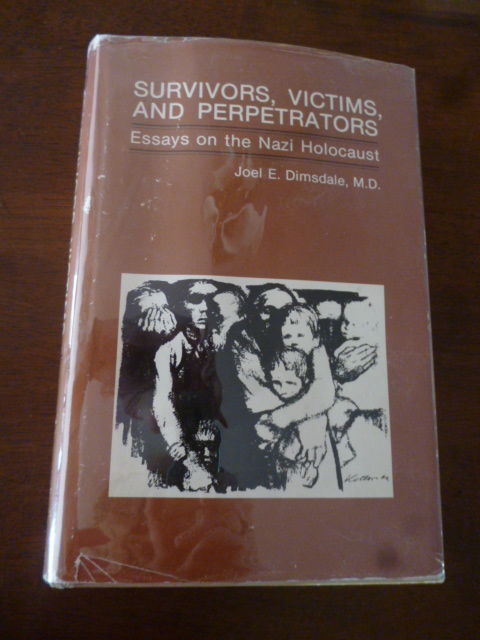 SURVIVORS, VICTIMS,
AND PERPETRATORS
Essays on the Nazi Holocaust
Joel E. Dimsdale, M.D.